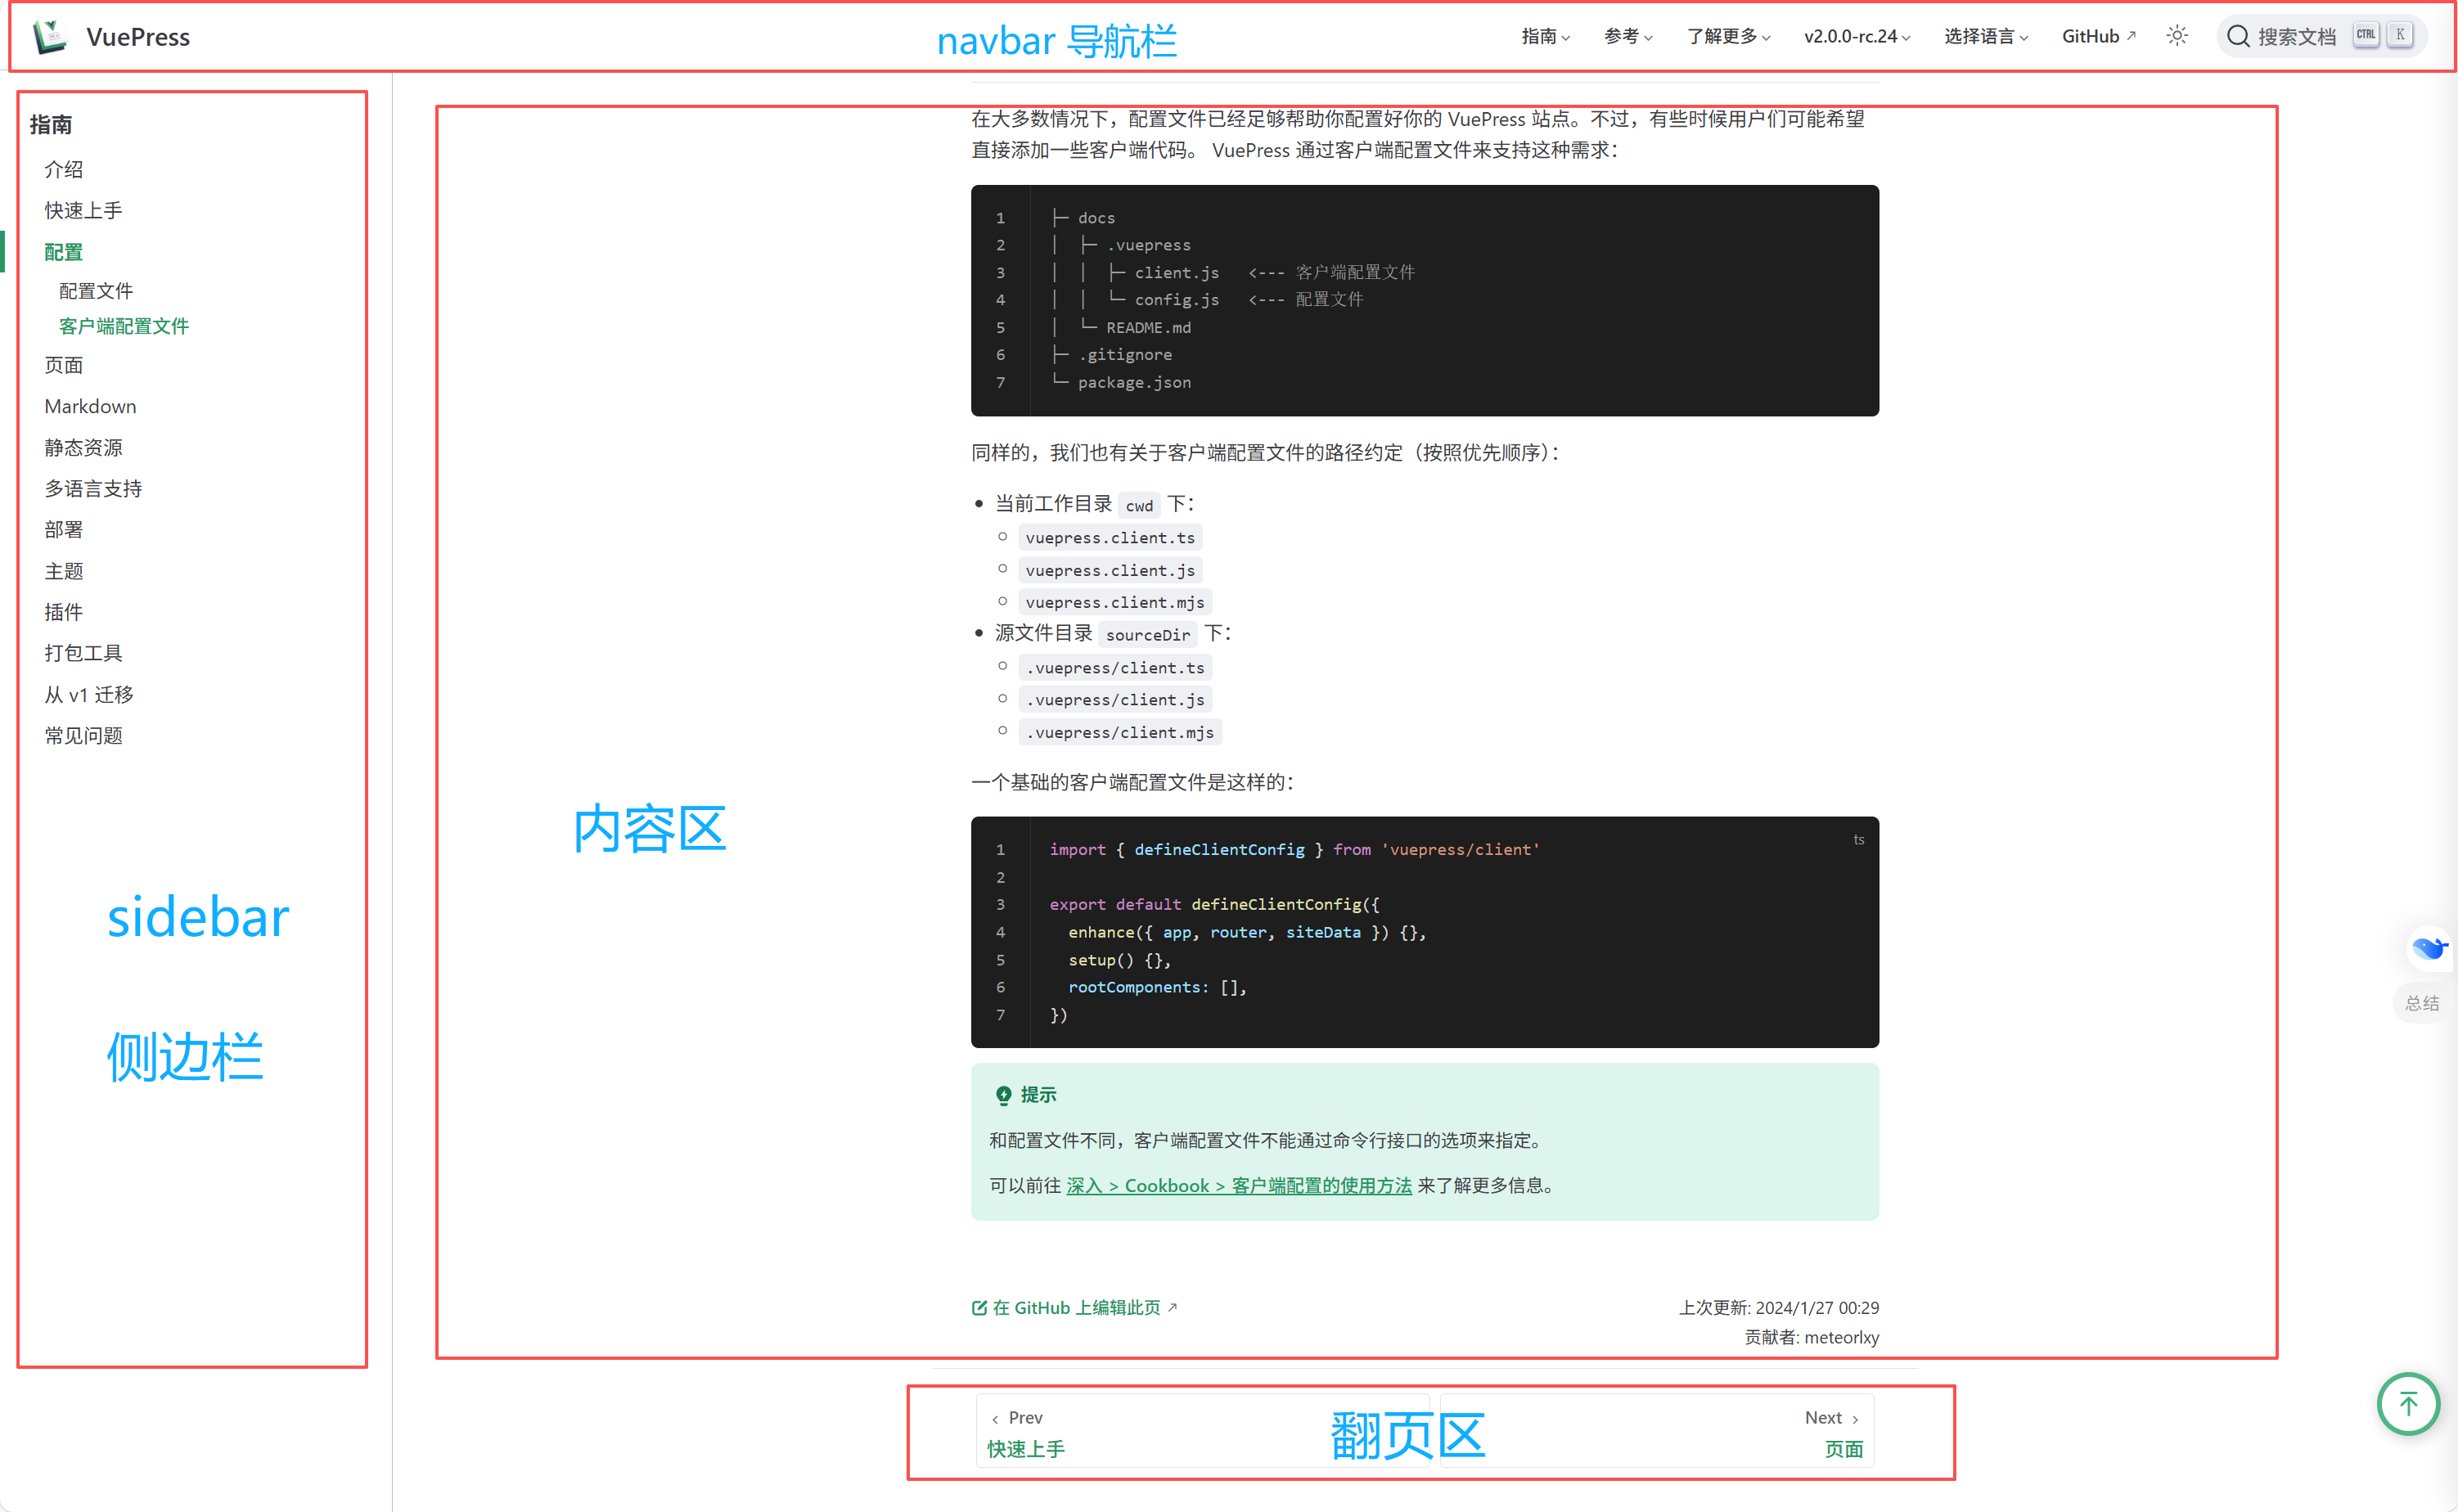 VuePress
navbar 导航栏
指南 参考 了解更多 v2.0.0-rc.24 选择语言 GitHub 搜索文档 CTRL K
指南
介绍
快速上手
配置
配置文件
客户端配置文件
页面
Markdown
静态资源
多语言支持
部署
主题
插件
打包工具
从 v1 迁移
常见问题
sidebar
侧边栏
内容区
在大多数情况下，配置文件已经足够帮助你配置好你的 VuePress 站点。不过，有些时候用户们可能希望
直接添加一些客户端代码。 VuePress 通过客户端配置文件来支持这种需求：
1 ├─ docs
2 │  ├─ .vuepress
3 │  │  ├─ client.js   <--- 客户端配置文件
4 │  │  └─ config.js   <--- 配置文件
5 │  └─ README.md
6 ├─ .gitignore
7 └─ package.json
同样的，我们也有关于客户端配置文件的路径约定（按照优先顺序）：
• 当前工作目录 cwd 下：
◦ vuepress.client.ts
◦ vuepress.client.js
◦ vuepress.client.mjs
• 源文件目录 sourceDir 下：
◦ .vuepress/client.ts
◦ .vuepress/client.js
◦ .vuepress/client.mjs
一个基础的客户端配置文件是这样的：
ts
1 import { defineClientConfig } from 'vuepress/client'
2
3 export default defineClientConfig({
4   enhance({ app, router, siteData }) {},
5   setup() {},
6   rootComponents: [],
7 })
提示
和配置文件不同，客户端配置文件不能通过命令行接口的选项来指定。
可以前往 深入 > Cookbook > 客户端配置的使用方法 来了解更多信息。
在 GitHub 上编辑此页
上次更新: 2024/1/27 00:29
贡献者: meteorlxy
Prev
快速上手
翻页区
Next
页面
总结